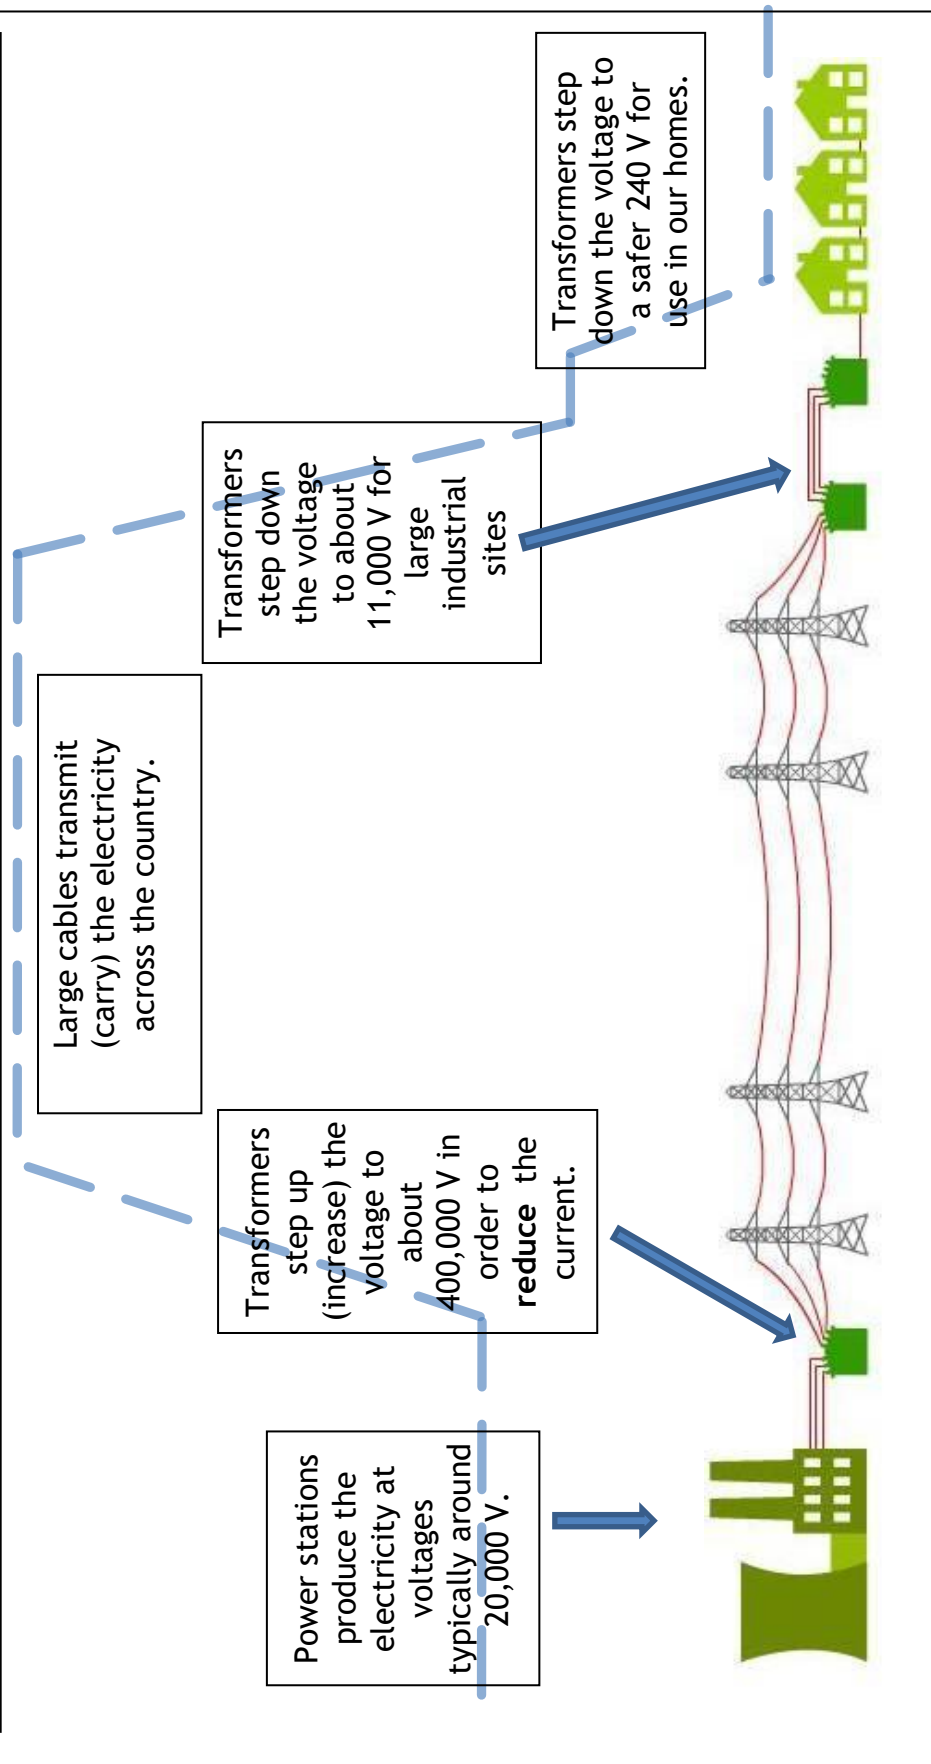 Power stations
produce the
electricity at
voltages
typically around
20,000 V.
Transformers
step up
(increase) the
voltage to
about
400,000 V in
order to
reduce the
current.
Large cables transmit
(carry) the electricity
across the country.
Transformers
step down
the voltage
to about
11,000 V for
large
industrial
sites
Transformers step
down the voltage to
a safer 240 V for
use in our homes.